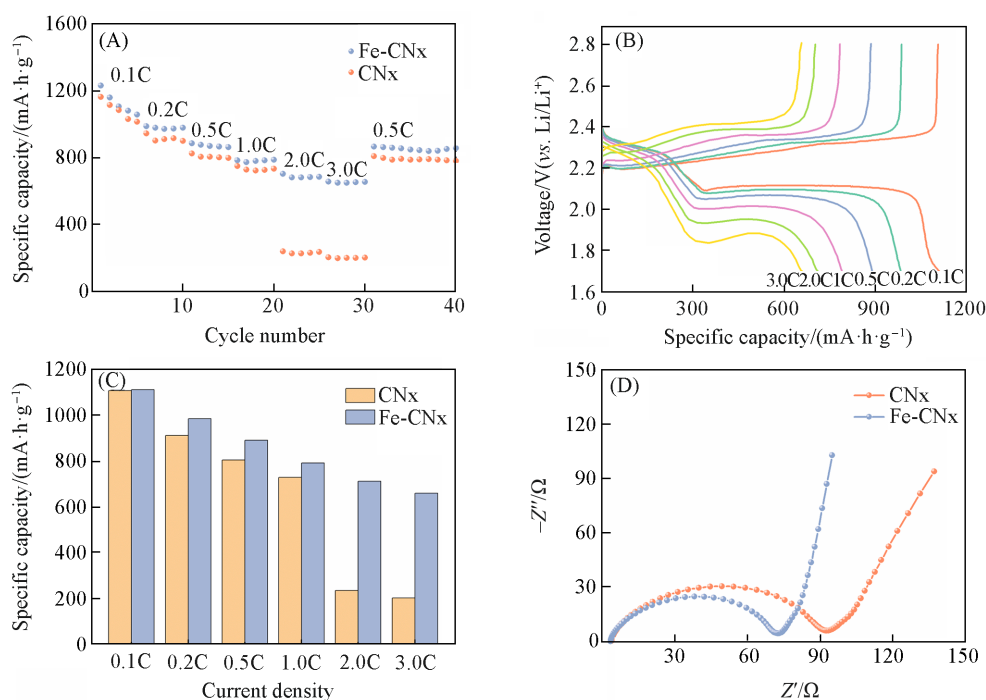 (A)
1600
1200
800
400
0
Specific capacity/(mA·h·g⁻¹)
Fe-CNx
CNx
0.1C
0.2C
0.5C
1.0C
2.0C
3.0C
0.5C
10
20
30
40
Cycle number
(B)
2.8
2.4
2.2
2.0
1.8
1.6
Voltage/V(vs. Li/Li⁺)
3.0C
2.0C
1C
0.5C
0.2C
0.1C
300
600
900
1200
Specific capacity/(mA·h·g⁻¹)
(C)
1200
1100
1000
800
600
400
200
0
Specific capacity/(mA·h·g⁻¹)
CNx
Fe-CNx
0.1C
0.2C
0.5C
1.0C
2.0C
3.0C
Current density
(D)
150
120
90
60
30
0
−Z′′/Ω
CNx
Fe-CNx
30
60
90
120
150
Z′/Ω